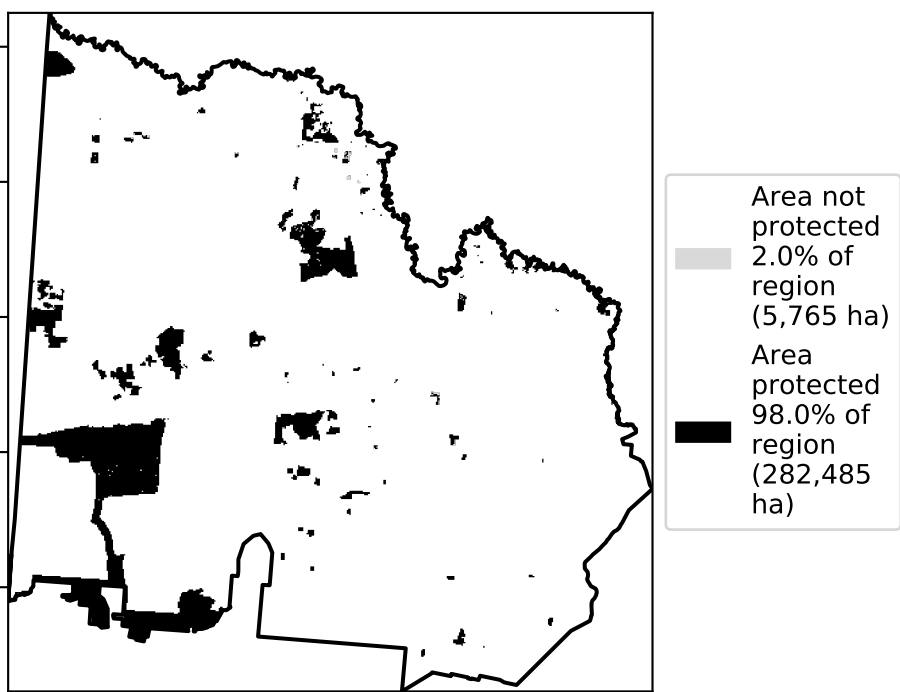 Area not
protected
2.0% of
region
(5,765 ha)
Area
protected
98.0% of
region
(282,485
ha)